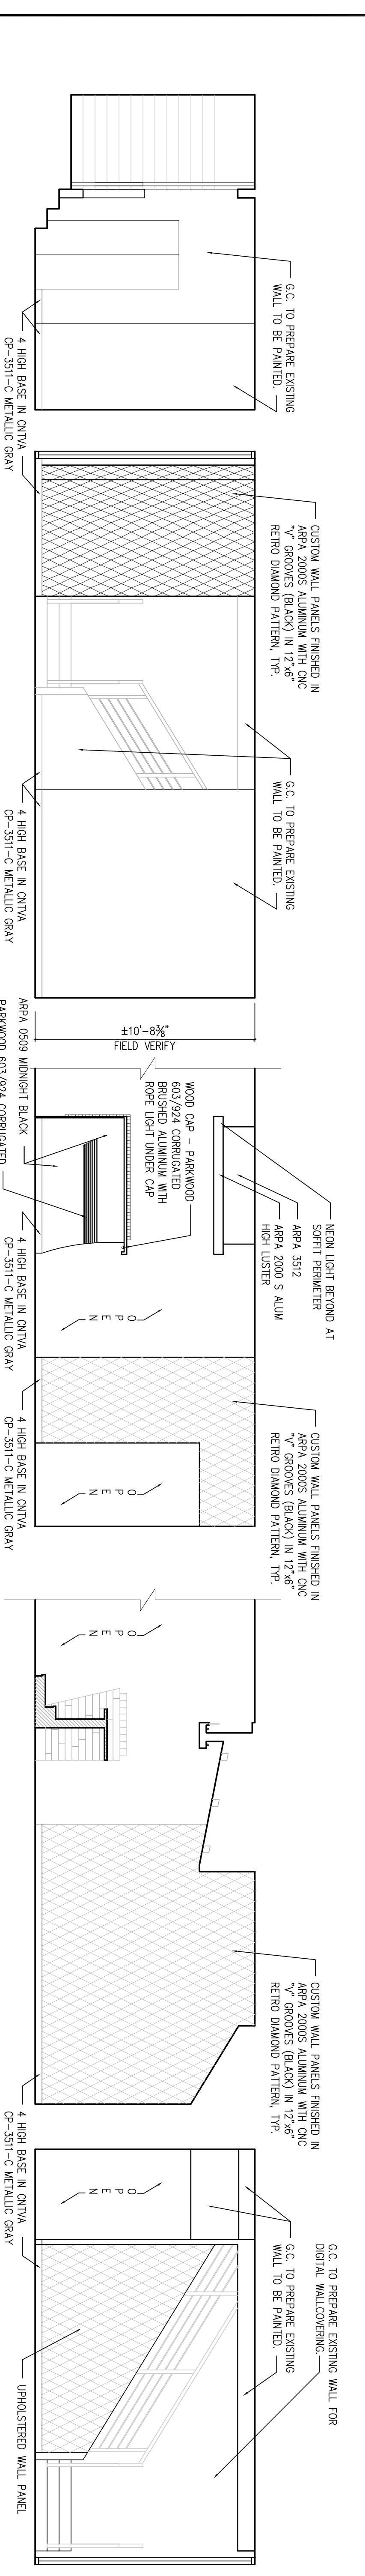 G.C. TO PREPARE EXISTING
WALL TO BE PAINTED.
4 HIGH BASE IN CNTVA
CP-3511-C METALLIC GRAY
CUSTOM WALL PANELS FINISHED IN
ARPA 2000S ALUMINUM WITH CNC
"V" GROOVES (BLACK) IN 12"x6"
RETRO DIAMOND PATTERN, TYP.
G.C. TO PREPARE EXISTING
WALL TO BE PAINTED.
4 HIGH BASE IN CNTVA
CP-3511-C METALLIC GRAY
±10'-8⅜"
FIELD VERIFY
NEON LIGHT BEYOND AT
SOFFIT PERIMETER
ARPA 3512
ARPA 2000 S ALUM
HIGH LUSTER
WOOD CAP - PARKWOOD
603/924 CORRUGATED
BRUSHED ALUMINUM WITH
ROPE LIGHT UNDER CAP
ARPA 0509 MIDNIGHT BLACK
PARKWOOD 603/924 CORRUGATED
4 HIGH BASE IN CNTVA
CP-3511-C METALLIC GRAY
OPEN
CUSTOM WALL PANELS FINISHED IN
ARPA 2000S ALUMINUM WITH CNC
"V" GROOVES (BLACK) IN 12"x6"
RETRO DIAMOND PATTERN, TYP.
OPEN
4 HIGH BASE IN CNTVA
CP-3511-C METALLIC GRAY
OPEN
CUSTOM WALL PANELS FINISHED IN
ARPA 2000S ALUMINUM WITH CNC
"V" GROOVES (BLACK) IN 12"x6"
RETRO DIAMOND PATTERN, TYP.
4 HIGH BASE IN CNTVA
CP-3511-C METALLIC GRAY
OPEN
G.C. TO PREPARE EXISTING WALL FOR
DIGITAL WALLCOVERING.
G.C. TO PREPARE EXISTING
WALL TO BE PAINTED.
UPHOLSTERED WALL PANEL